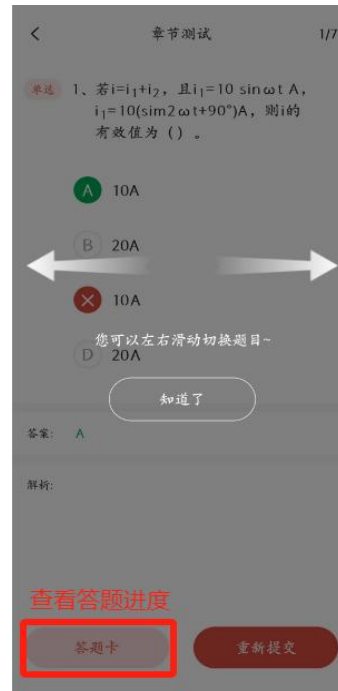 章节测试 1/7
单选 1、若i=i₁+i₂，且i₁=10 sinωt A，
i₁=10(sim2ωt+90°)A，则i的
有效值为（）。
A 10A
B 20A
10A
您可以左右滑动切换题目~
D 20A
知道了
答案: A
解析:
查看答题进度
答题卡 重新提交